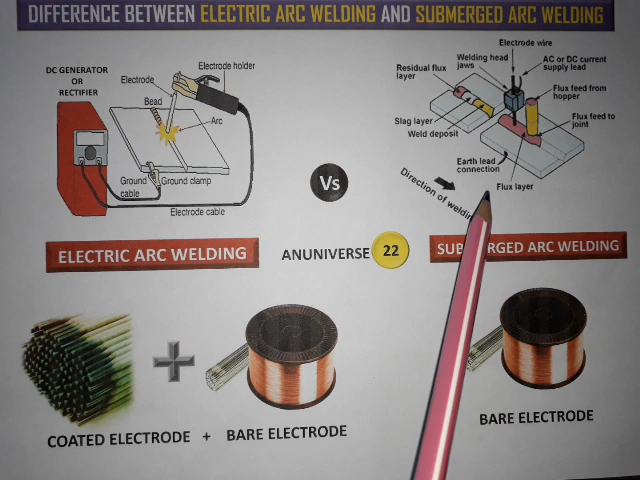 DIFFERENCE BETWEEN ELECTRIC ARC WELDING AND SUBMERGED ARC WELDING
DC GENERATOR
OR
RECTIFIER
Electrode holder
Electrode
Bead
Arc
Ground
cable
Ground clamp
Electrode cable
Vs
Electrode wire
Welding head
jaws
AC or DC current
supply lead
Residual flux
layer
Flux feed from
hopper
Slag layer
Weld deposit
Flux feed to
joint
Earth lead
connection
Flux layer
Direction of weldin
ELECTRIC ARC WELDING
ANUNIVERSE 22
SUB RGED ARC WELDING
COATED ELECTRODE + BARE ELECTRODE
BARE ELECTRODE